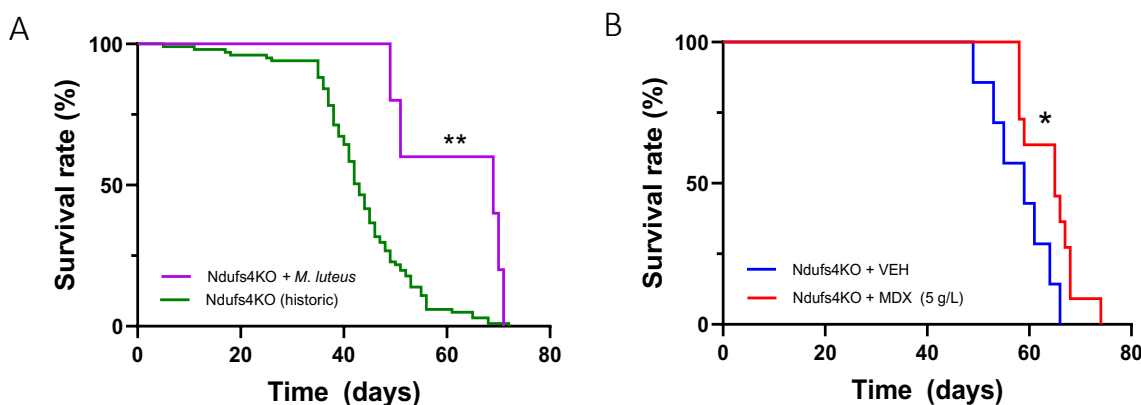 A
Survival rate (%)
100
50
0
**
Ndufs4KO + M. luteus
Ndufs4KO (historic)
0 20 40 60 80
Time (days)
B
Survival rate (%)
100
50
0
*
Ndufs4KO + VEH
Ndufs4KO + MDX (5 g/L)
0 20 40 60 80
Time (days)